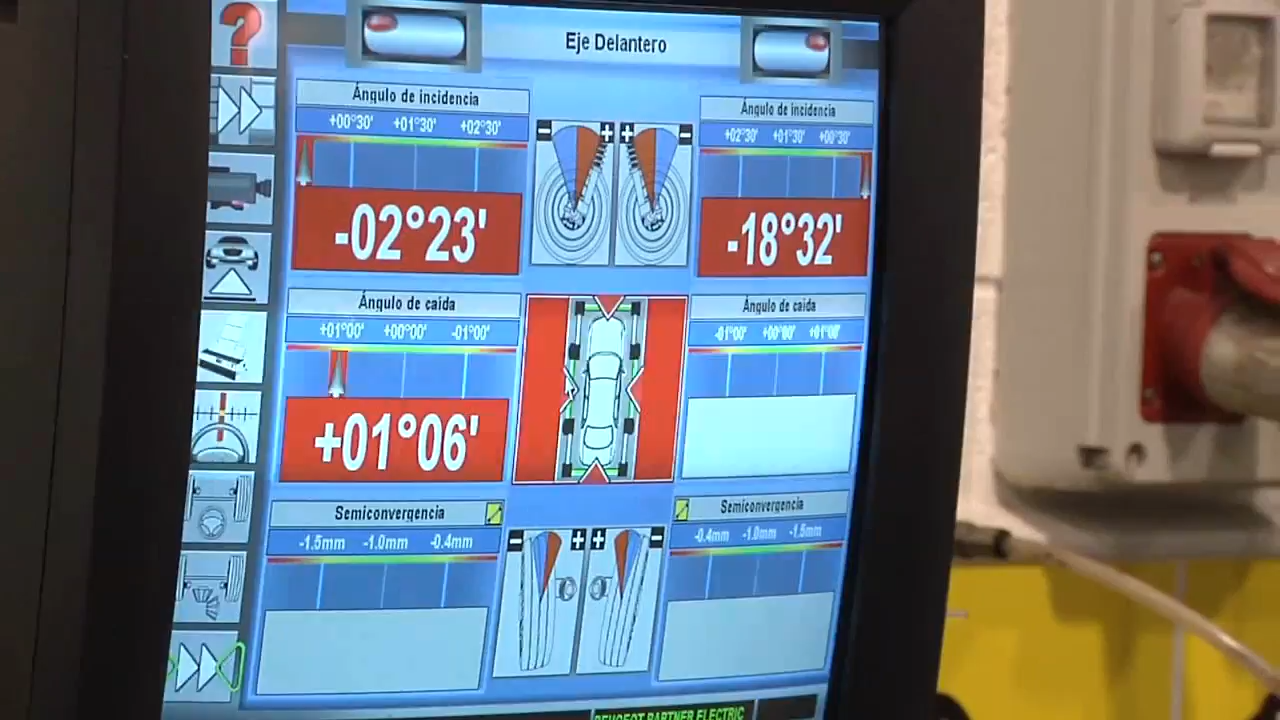 ?
Eje Delantero
Ángulo de incidencia
+00°30' +01°30' +02°30'
-02°23'
Ángulo de incidencia
+02°30' +01°30' +00°30'
-18°32'
- + + -
Ángulo de caída
+01°00' +00°00' -01°00'
+01°06'
Ángulo de caída
-01°00' +00°00' +01°00'
Semiconvergencia
-1.5mm -1.0mm -0.4mm
Semiconvergencia
-0.4mm -1.0mm -1.5mm
- + + -
PEUGEOT PARTNER ELECTRIC